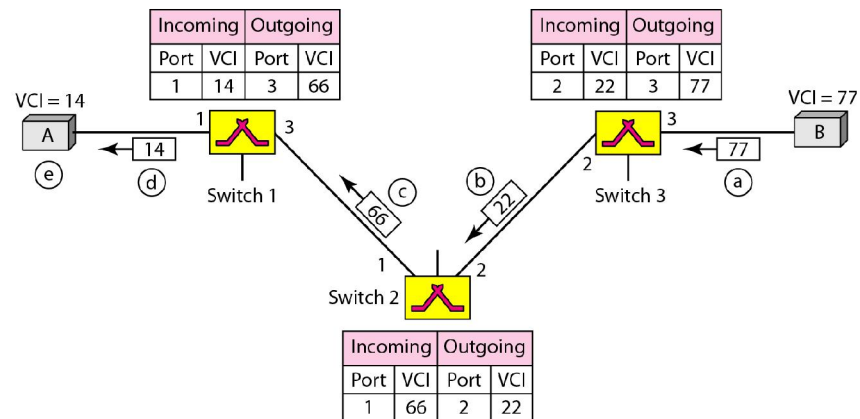 Incoming Outgoing
Port VCI Port VCI
1 14 3 66
Incoming Outgoing
Port VCI Port VCI
2 22 3 77
VCI = 14
VCI = 77
A
1
3
3
B
14
2
77
e
d
Switch 1
c
66
b
22
Switch 3
a
1
2
Switch 2
Incoming Outgoing
Port VCI Port VCI
1 66 2 22